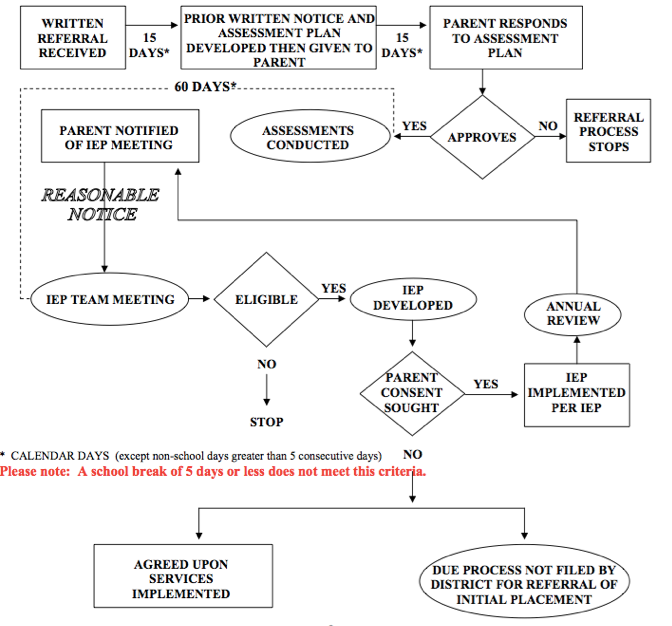 WRITTEN
REFERRAL
RECEIVED
15
DAYS*
PRIOR WRITTEN NOTICE AND
ASSESSMENT PLAN
DEVELOPED THEN GIVEN TO
PARENT
15
DAYS*
PARENT RESPONDS
TO ASSESSMENT
PLAN
60 DAYS*
PARENT NOTIFIED
OF IEP MEETING
ASSESSMENTS
CONDUCTED
YES
APPROVES
NO
REFERRAL
PROCESS
STOPS
REASONABLE
NOTICE
IEP TEAM MEETING
ELIGIBLE
YES
IEP
DEVELOPED
ANNUAL
REVIEW
NO
STOP
PARENT
CONSENT
SOUGHT
YES
IEP
IMPLEMENTED
PER IEP
* CALENDAR DAYS (except non-school days greater than 5 consecutive days)
NO
Please note: A school break of 5 days or less does not meet this criteria.
AGREED UPON
SERVICES
IMPLEMENTED
DUE PROCESS NOT FILED BY
DISTRICT FOR REFERRAL OF
INITIAL PLACEMENT